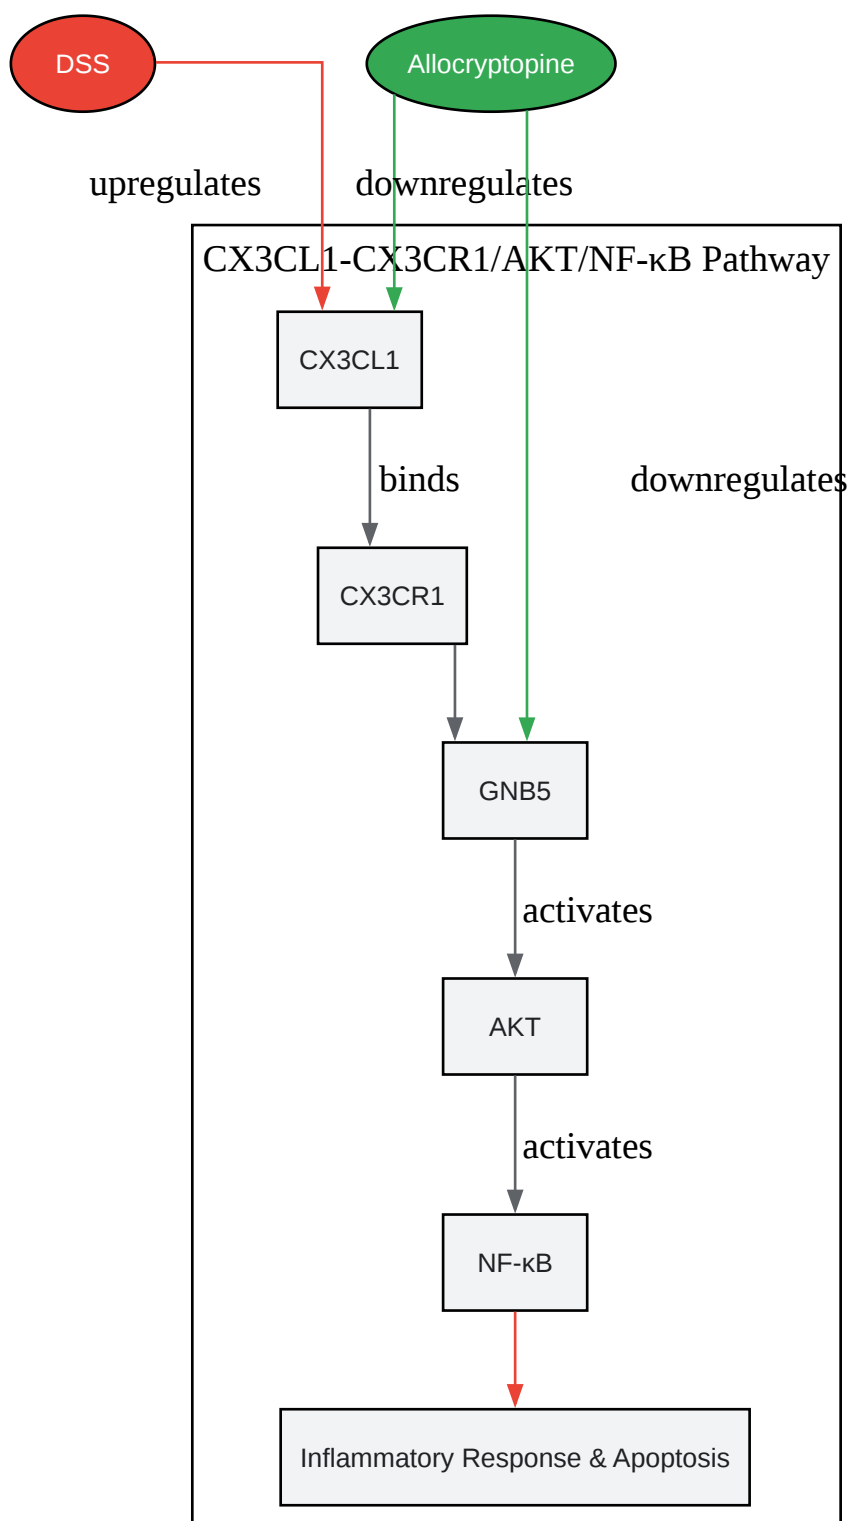 DSS
Allocryptopine
upregulates
downregulates
CX3CL1-CX3CR1/AKT/NF-κB Pathway
CX3CL1
binds
downregulates
CX3CR1
GNB5
activates
AKT
activates
NF-κB
Inflammatory Response & Apoptosis